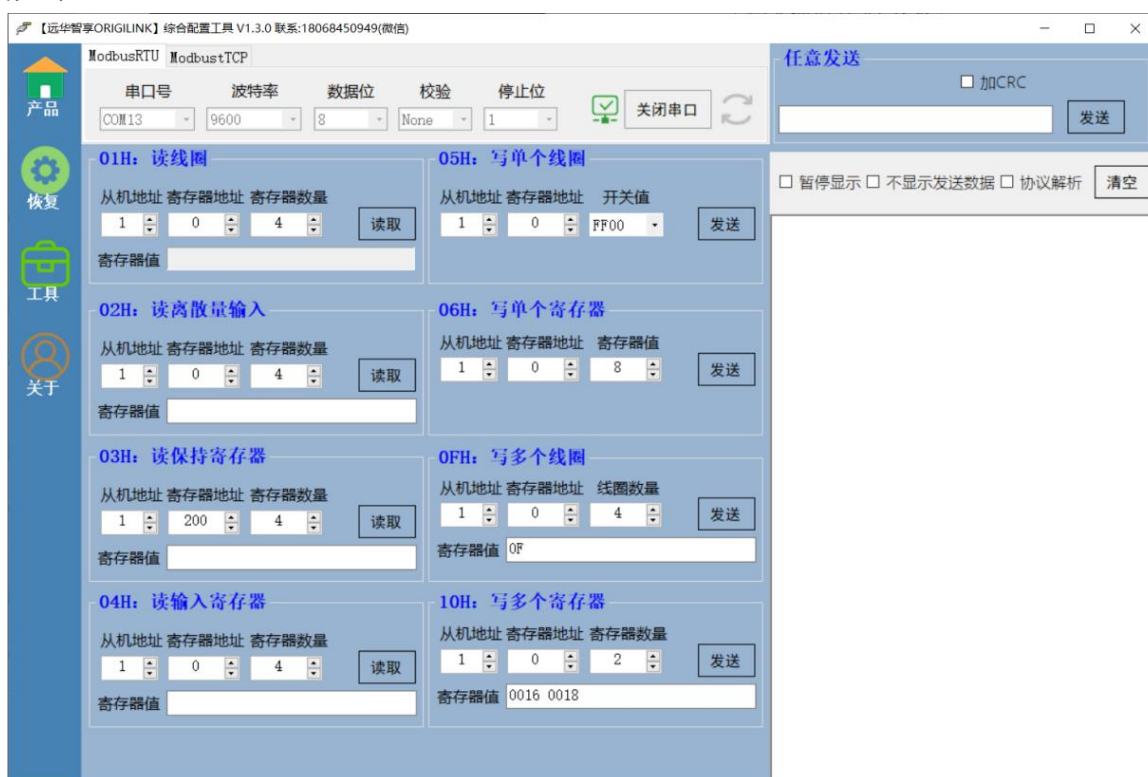 【远华智享ORIGILINK】综合配置工具 V1.3.0 联系:18068450949(微信)
产品
恢复
工具
关于
ModbusRTU ModbustTCP
串口号 波特率 数据位 校验 停止位
COM13 9600 8 None 1 关闭串口
01H: 读线圈
从机地址 寄存器地址 寄存器数量
1 0 4 读取
寄存器值
02H: 读离散量输入
从机地址 寄存器地址 寄存器数量
1 0 4 读取
寄存器值
03H: 读保持寄存器
从机地址 寄存器地址 寄存器数量
1 200 4 读取
寄存器值
04H: 读输入寄存器
从机地址 寄存器地址 寄存器数量
1 0 4 读取
寄存器值
05H: 写单个线圈
从机地址 寄存器地址 开关值
1 0 FF00 发送
06H: 写单个寄存器
从机地址 寄存器地址 寄存器值
1 0 8 发送
0FH: 写多个线圈
从机地址 寄存器地址 线圈数量
1 0 4 发送
寄存器值 0F
10H: 写多个寄存器
从机地址 寄存器地址 寄存器数量
1 0 2 发送
寄存器值 0016 0018
任意发送
加CRC
发送
暂停显示 不显示发送数据 协议解析 清空